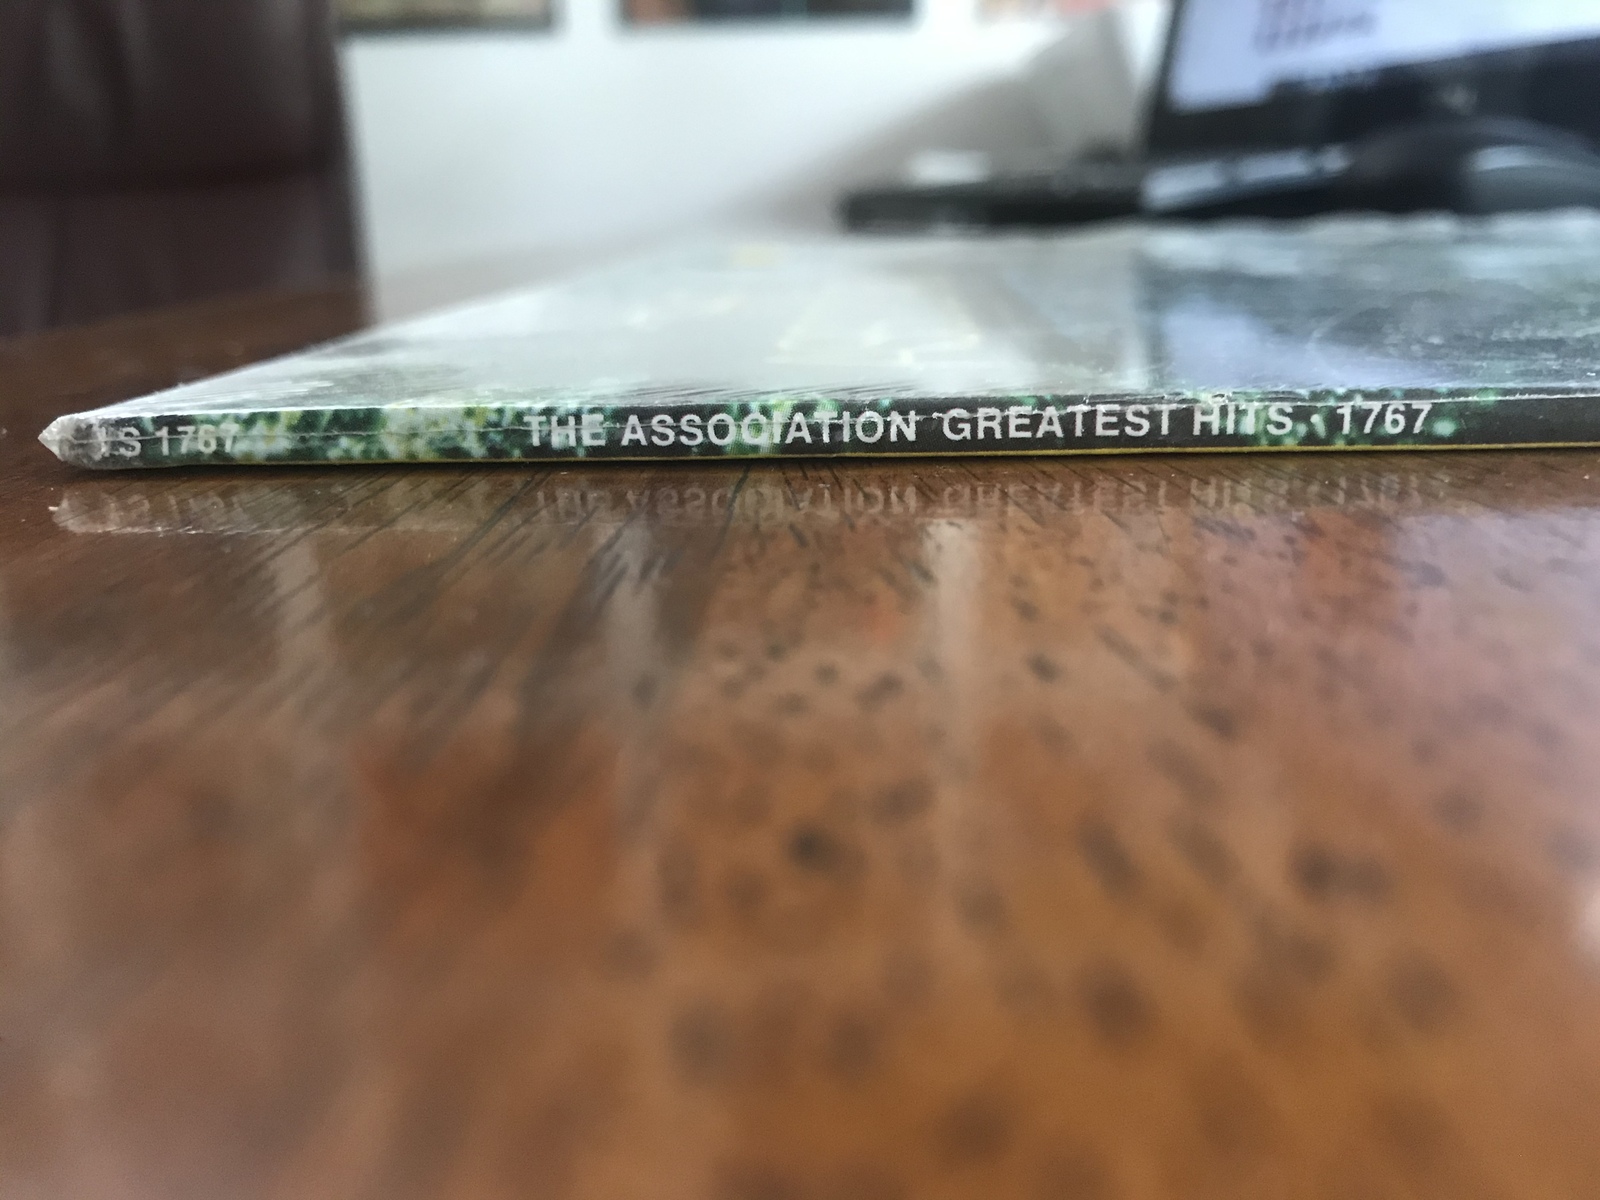 S 1767
THE ASSOCIATION GREATEST HITS · 1767